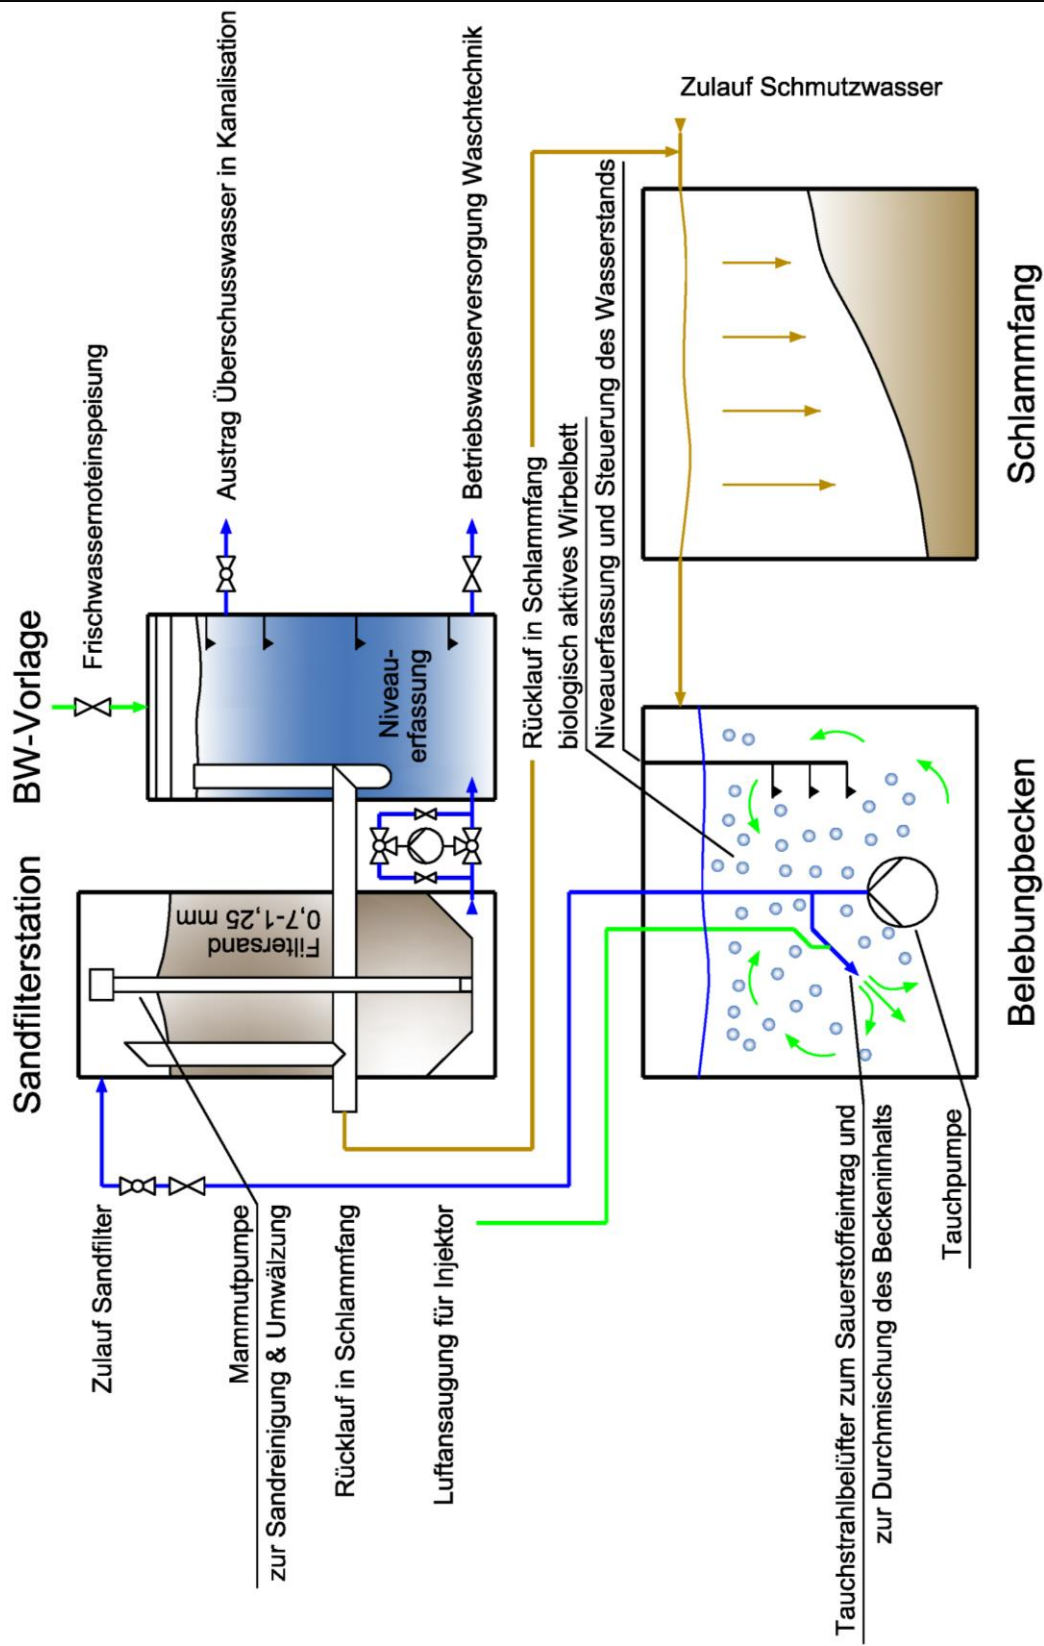 Sandfilterstation
BW-Vorlage
Frischwassernoteinspeisung
Austrag Überschusswasser in Kanalisation
Betriebswasserversorgung Waschtechnik
Niveau-
erfassung
Filtersand
0,7-1,25 mm
Zulauf Sandfilter
Mammutpumpe
zur Sandreinigung & Umwälzung
Rücklauf in Schlammfang
Luftansaugung für Injektor
Rücklauf in Schlammfang
biologisch aktives Wirbelbett
Niveauerfassung und Steuerung des Wasserstands
Zulauf Schmutzwasser
Tauchstrahlbelüfter zum Sauerstoffeintrag und
zur Durchmischung des Beckeninhalts
Tauchpumpe
Belebungbecken
Schlammfang